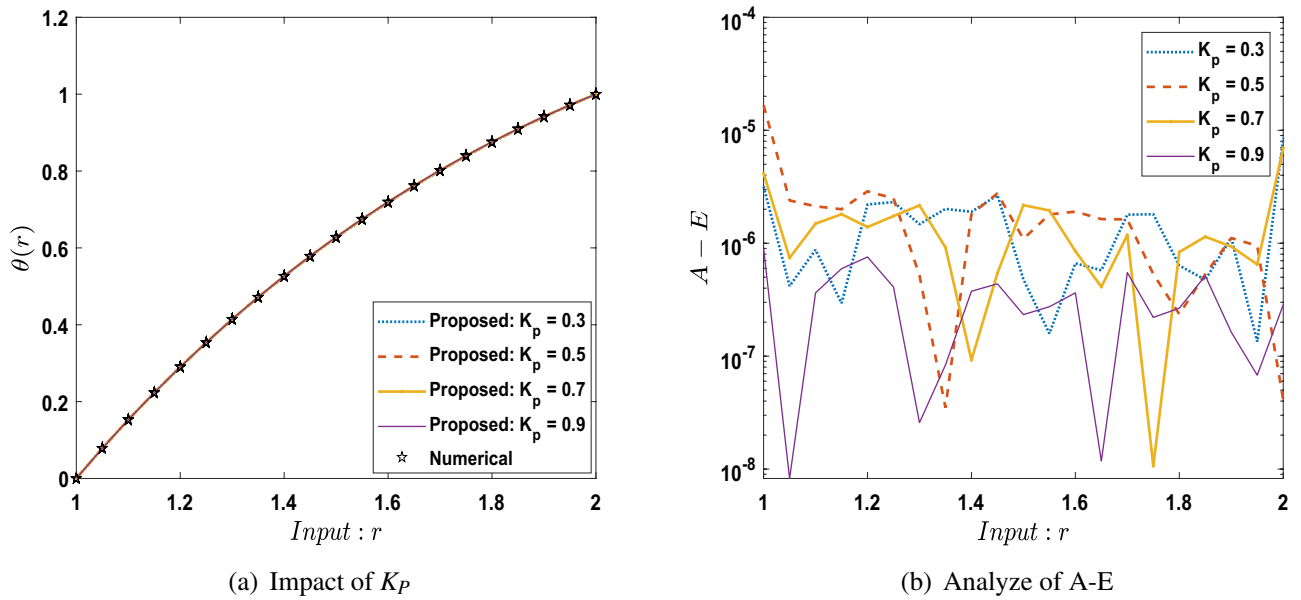 1.2
1
0.8
0.6
0.4
0.2
0
θ(r)
Proposed: K_p = 0.3
Proposed: K_p = 0.5
Proposed: K_p = 0.7
Proposed: K_p = 0.9
Numerical
1 1.2 1.4 1.6 1.8 2
Input : r
(a) Impact of K_P
10^-4
10^-5
10^-6
10^-7
10^-8
A − E
K_p = 0.3
K_p = 0.5
K_p = 0.7
K_p = 0.9
1 1.2 1.4 1.6 1.8 2
Input : r
(b) Analyze of A-E